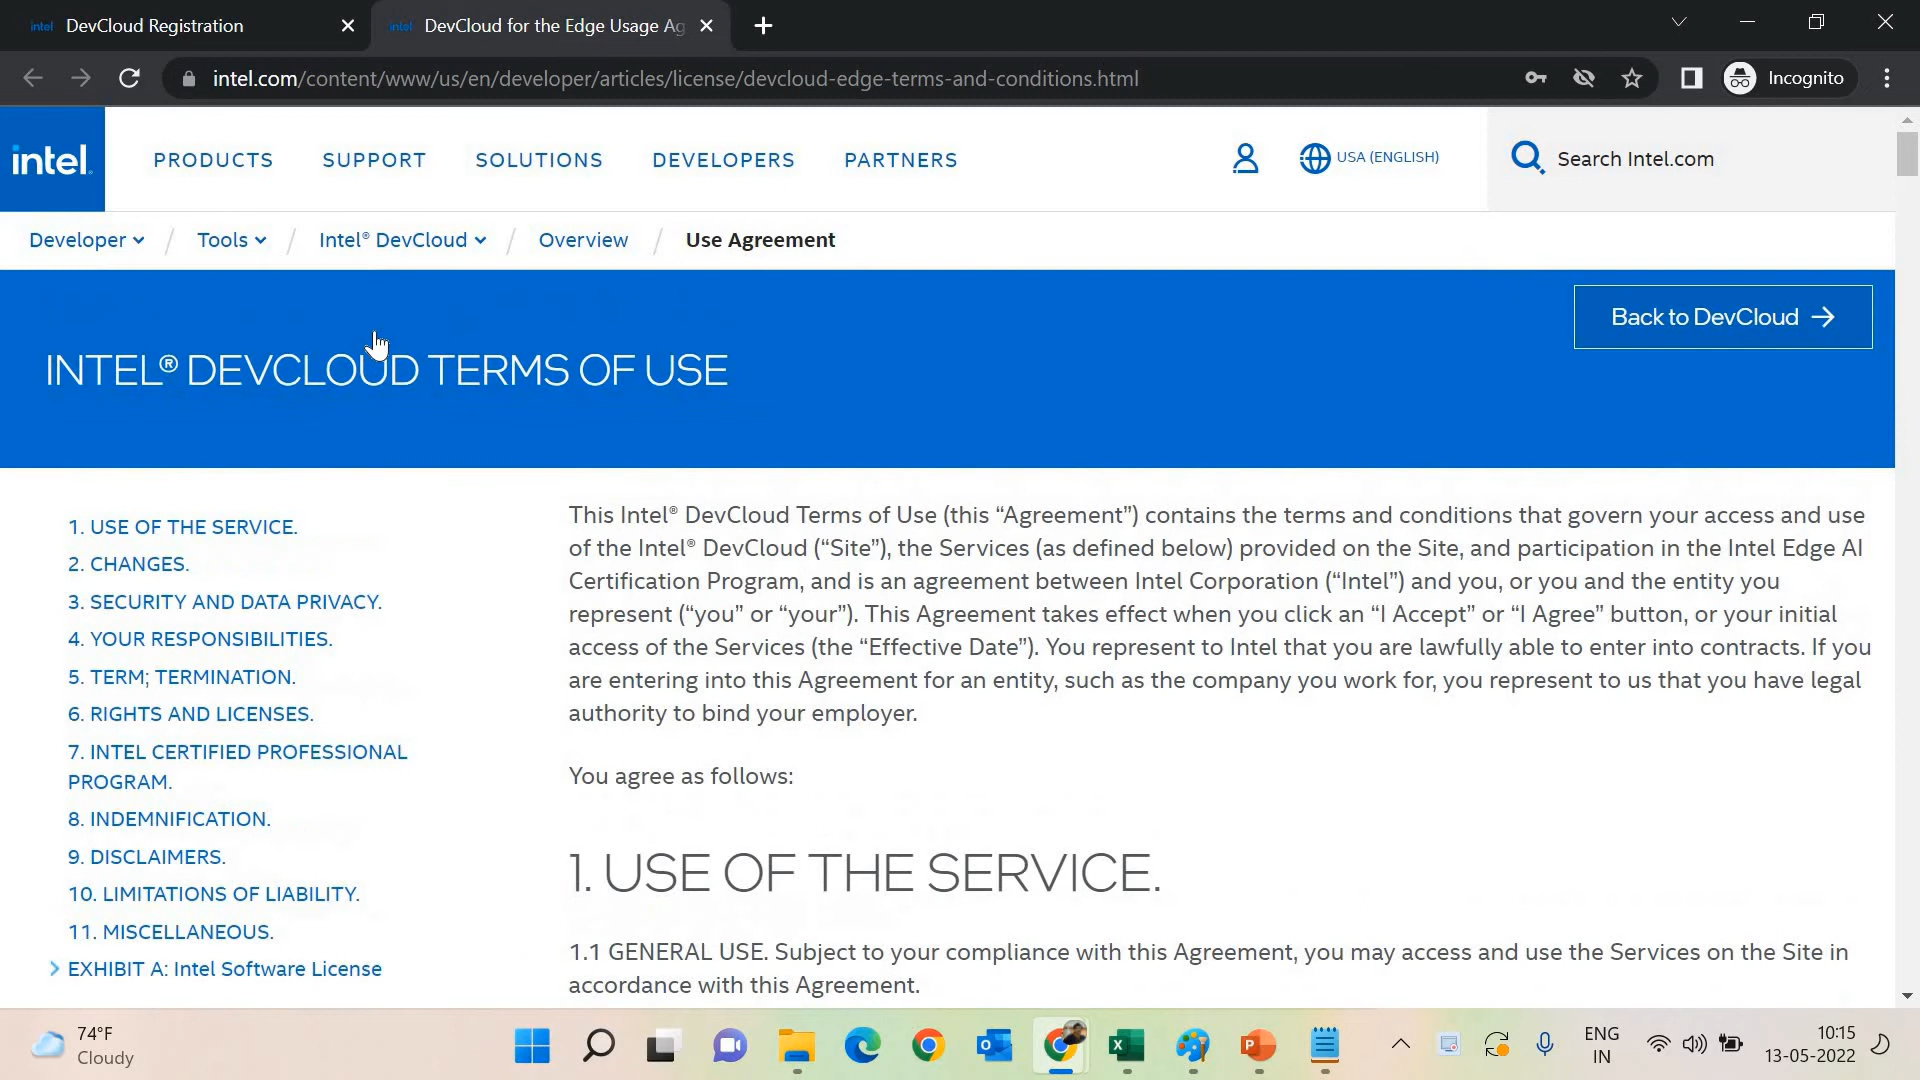 intel DevCloud Registration
intel DevCloud for the Edge Usage Ag
intel.com/content/www/us/en/developer/articles/license/devcloud-edge-terms-and-conditions.html
Incognito
intel.
PRODUCTS SUPPORT SOLUTIONS DEVELOPERS PARTNERS
USA (ENGLISH)
Search Intel.com
Developer / Tools / Intel® DevCloud / Overview / Use Agreement
Back to DevCloud →
INTEL® DEVCLOUD TERMS OF USE
1. USE OF THE SERVICE.
2. CHANGES.
3. SECURITY AND DATA PRIVACY.
4. YOUR RESPONSIBILITIES.
5. TERM; TERMINATION.
6. RIGHTS AND LICENSES.
7. INTEL CERTIFIED PROFESSIONAL
PROGRAM.
8. INDEMNIFICATION.
9. DISCLAIMERS.
10. LIMITATIONS OF LIABILITY.
11. MISCELLANEOUS.
EXHIBIT A: Intel Software License
This Intel® DevCloud Terms of Use (this “Agreement”) contains the terms and conditions that govern your access and use
of the Intel® DevCloud (“Site”), the Services (as defined below) provided on the Site, and participation in the Intel Edge AI
Certification Program, and is an agreement between Intel Corporation (“Intel”) and you, or you and the entity you
represent (“you” or “your”). This Agreement takes effect when you click an “I Accept” or “I Agree” button, or your initial
access of the Services (the “Effective Date”). You represent to Intel that you are lawfully able to enter into contracts. If you
are entering into this Agreement for an entity, such as the company you work for, you represent to us that you have legal
authority to bind your employer.
You agree as follows:
1. USE OF THE SERVICE.
1.1 GENERAL USE. Subject to your compliance with this Agreement, you may access and use the Services on the Site in
accordance with this Agreement.
74°F
Cloudy
ENG
IN
10:15
13-05-2022